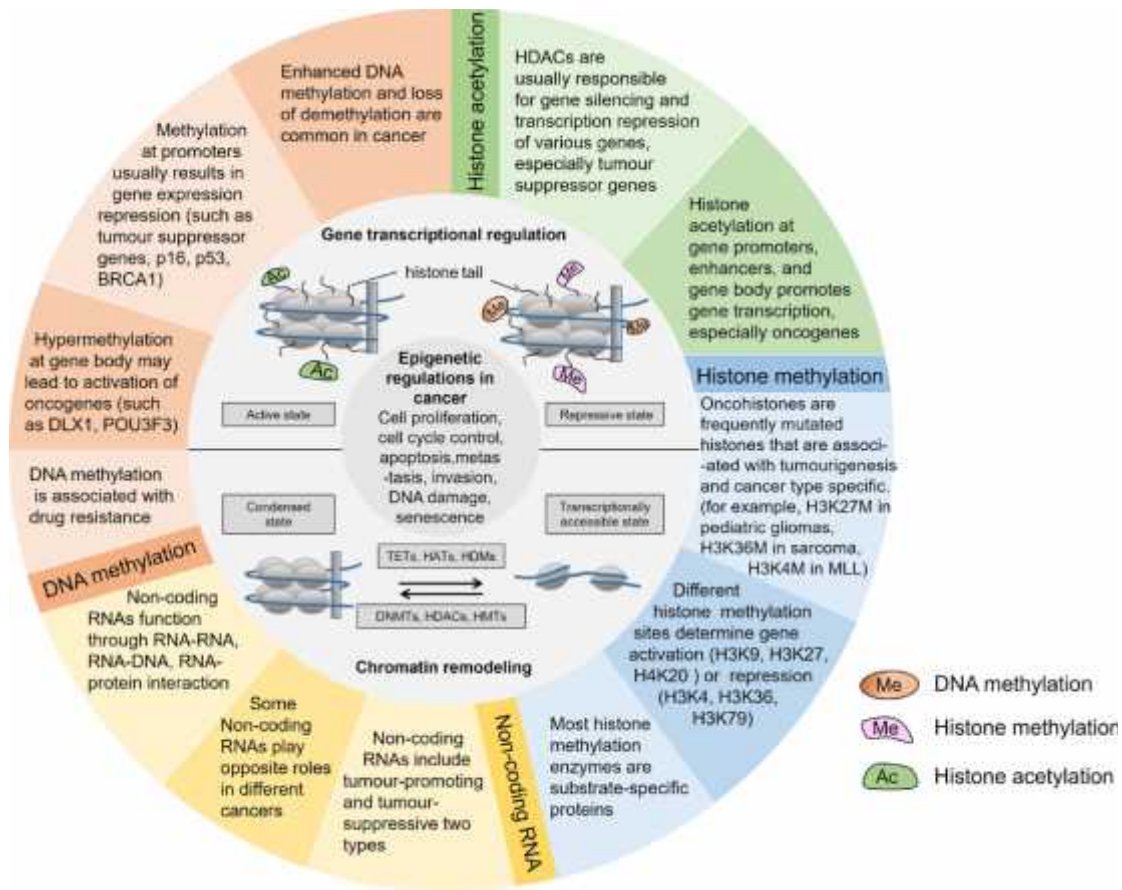 Histone acetylation
HDACs are
usually responsible
for gene silencing and
transcription repression
of various genes,
especially tumour
suppressor genes
Histone
acetylation at
gene promoters,
enhancers, and
gene body promotes
gene transcription,
especially oncogenes
Histone methylation
Oncohistones are
frequently mutated
histones that are associ-
-ated with tumourigenesis
and cancer type specific.
(for example, H3K27M in
pediatric gliomas,
H3K36M in sarcoma,
H3K4M in MLL)
Different
histone methylation
sites determine gene
activation (H3K9, H3K27,
H4K20 ) or repression
(H3K4, H3K36,
H3K79)
Most histone
methylation
enzymes are
substrate-specific
proteins
Non-coding RNA
Non-coding
RNAs include
tumour-promoting
and tumour-
suppressive two
types
Some
Non-coding
RNAs play
opposite roles
in different
cancers
Non-coding
RNAs function
through RNA-RNA,
RNA-DNA, RNA-
protein interaction
DNA methylation
DNA methylation
is associated with
drug resistance
Hypermethylation
at gene body may
lead to activation of
oncogenes (such
as DLX1, POU3F3)
Methylation
at promoters
usually results in
gene expression
repression (such as
tumour suppressor
genes, p16, p53,
BRCA1)
Enhanced DNA
methylation and loss
of demethylation are
common in cancer
Gene transcriptional regulation
Ac
histone tail
Me
Me
Me
Ac
Me
Active state
Repressive state
Epigenetic
regulations in
cancer
Cell proliferation,
cell cycle control,
apoptosis,metas
-tasis, invasion,
DNA damage,
senescence
Condensed
state
Transcriptionally
accessible state
TETs, HATs, HDMs
DNMTs, HDACs, HMTs
Chromatin remodeling
Me DNA methylation
Me Histone methylation
Ac Histone acetylation